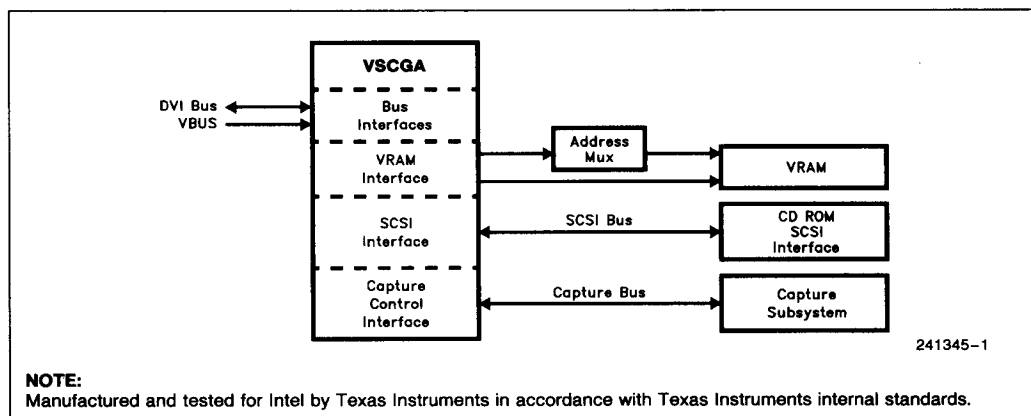 VSCGA
DVI Bus
VBUS
Bus
Interfaces
VRAM
Interface
Address
Mux
VRAM
SCSI
Interface
SCSI Bus
CD ROM
SCSI
Interface
Capture
Control
Interface
Capture Bus
Capture
Subsystem
241345-1
NOTE:
Manufactured and tested for Intel by Texas Instruments in accordance with Texas Instruments internal standards.